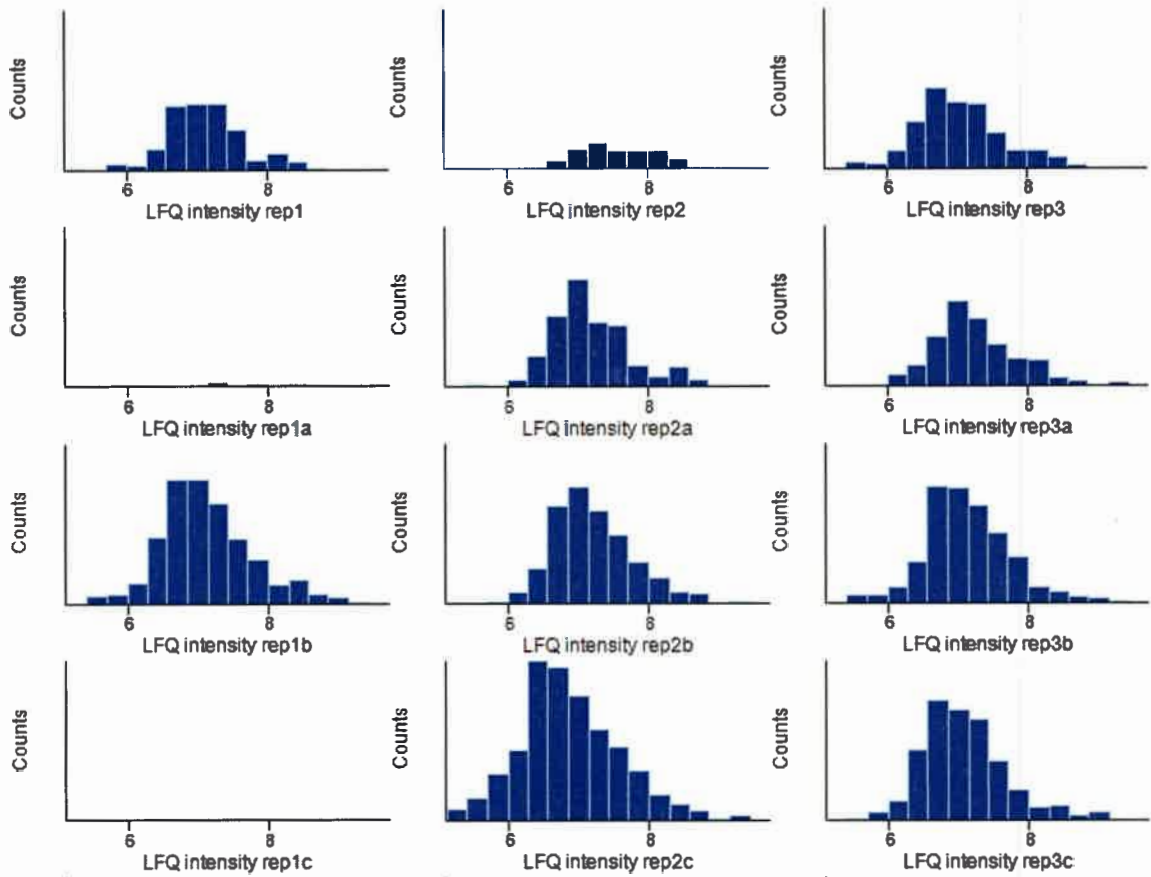 Counts Counts Counts
6 8 6 8 6 8
LFQ intensity rep1 LFQ intensity rep2 LFQ intensity rep3
Counts Counts Counts
6 8 6 8 6 8
LFQ intensity rep1a LFQ intensity rep2a LFQ intensity rep3a
Counts Counts Counts
6 8 6 8 6 8
LFQ intensity rep1b LFQ intensity rep2b LFQ intensity rep3b
Counts Counts Counts
6 8 6 8 6 8
LFQ intensity rep1c LFQ intensity rep2c LFQ intensity rep3c